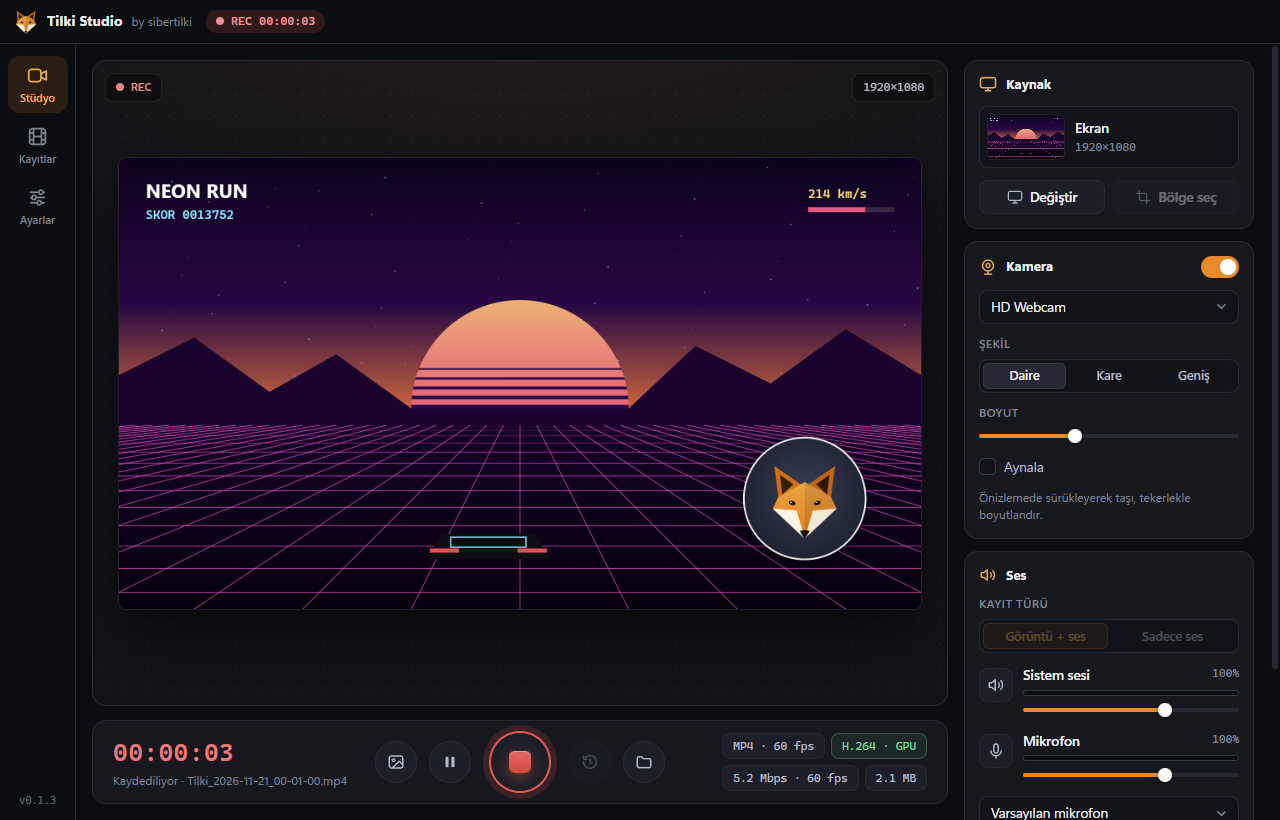 Tilki Studio by sibertilki REC 00:00:03
Stüdyo
Kayıtlar
Ayarlar
v0.1.3
REC 1920×1080
NEON RUN
SKOR 0013752
214 km/s
00:00:03
Kaydediliyor · Tilki_2026-11-21_00-01-00.mp4
MP4 · 60 fps H.264 · GPU
5.2 Mbps · 60 fps 2.1 MB
Kaynak
Ekran
1920×1080
Değiştir Bölge seç
Kamera
HD Webcam
ŞEKİL
Daire Kare Geniş
BOYUT
Aynala
Önizlemede sürükleyerek taşı, tekerlekle
boyutlandır.
Ses
KAYIT TÜRÜ
Görüntü + ses Sadece ses
Sistem sesi 100%
Mikrofon 100%
Varsayılan mikrofon